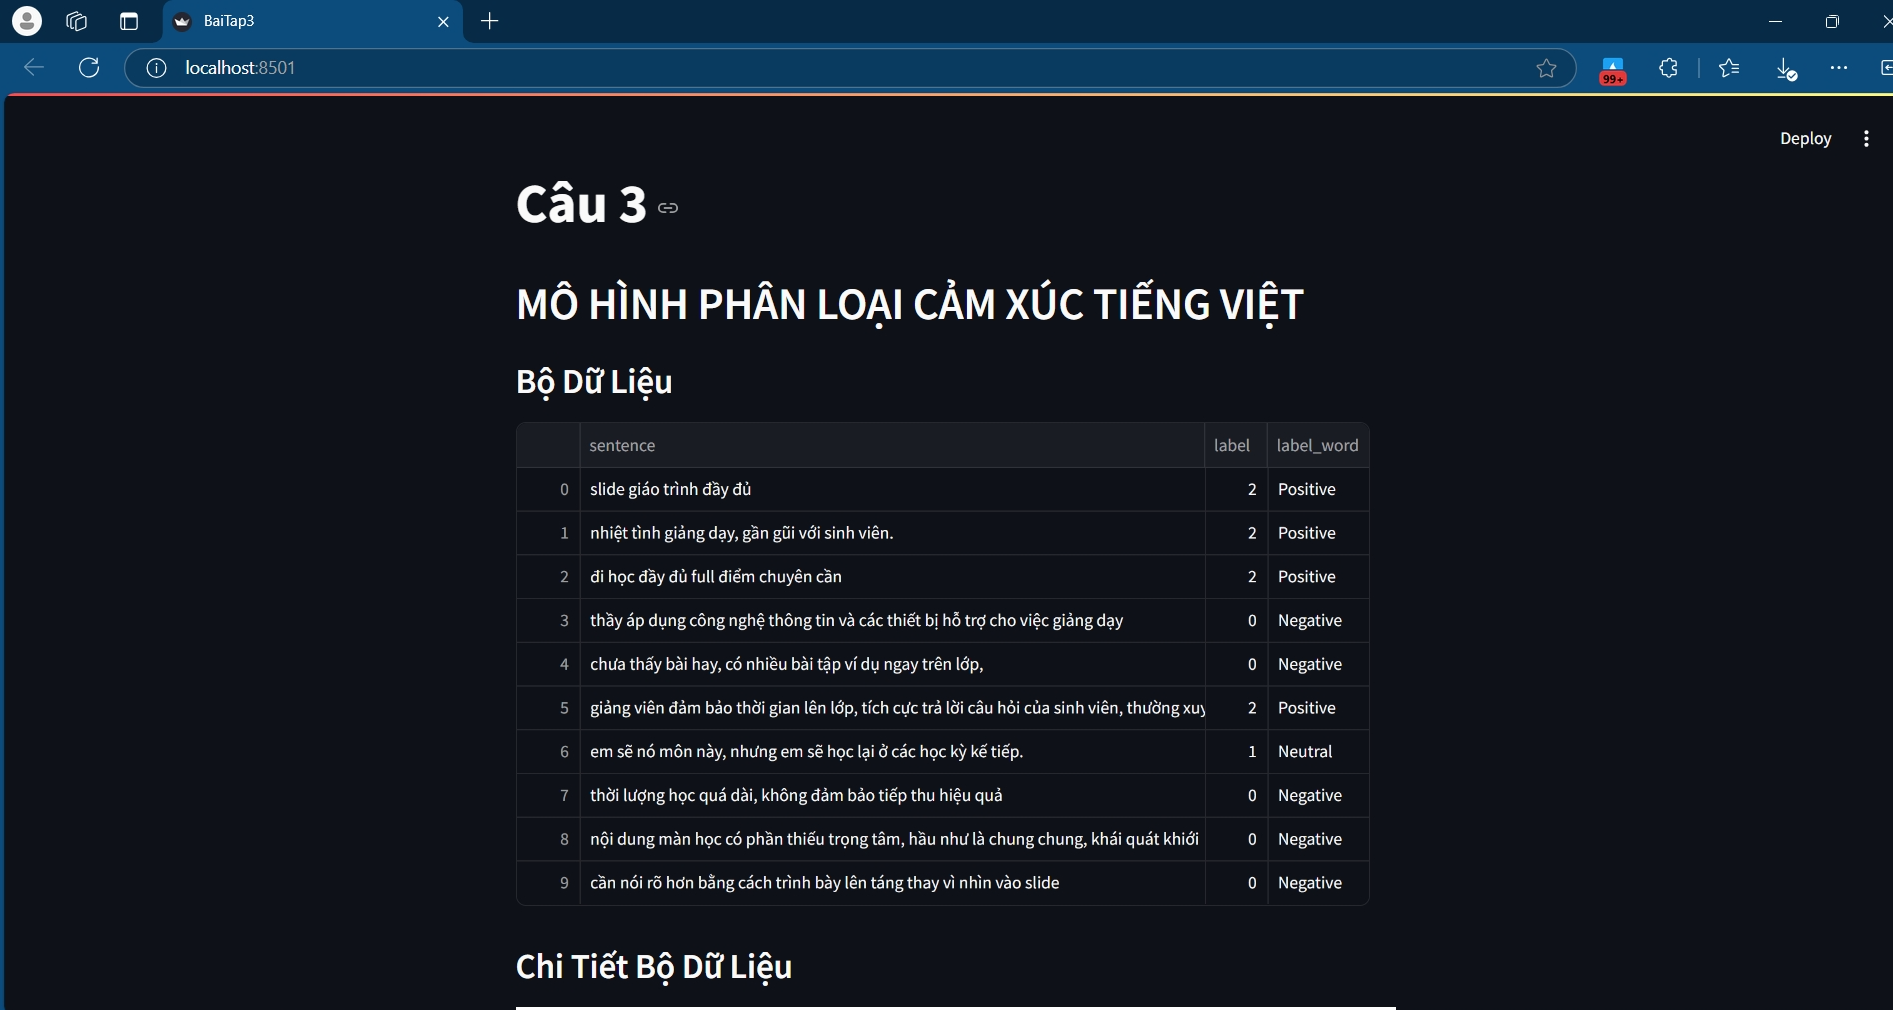 BaiTap3
localhost:8501
99+
Deploy
Câu 3
MÔ HÌNH PHÂN LOẠI CẢM XÚC TIẾNG VIỆT
Bộ Dữ Liệu
sentence label label_word
0 slide giáo trình đầy đủ 2 Positive
1 nhiệt tình giảng dạy, gần gũi với sinh viên. 2 Positive
2 đi học đầy đủ full điểm chuyên cần 2 Positive
3 thầy áp dụng công nghệ thông tin và các thiết bị hỗ trợ cho việc giảng dạy 0 Negative
4 chưa thấy bài hay, có nhiều bài tập ví dụ ngay trên lớp, 0 Negative
5 giảng viên đảm bảo thời gian lên lớp, tích cực trả lời câu hỏi của sinh viên, thường xuy 2 Positive
6 em sẽ nó môn này, nhưng em sẽ học lại ở các học kỳ kế tiếp. 1 Neutral
7 thời lượng học quá dài, không đảm bảo tiếp thu hiệu quả 0 Negative
8 nội dung màn học có phần thiếu trọng tâm, hầu như là chung chung, khái quát khiới 0 Negative
9 cần nói rõ hơn bằng cách trình bày lên táng thay vì nhìn vào slide 0 Negative
Chi Tiết Bộ Dữ Liệu